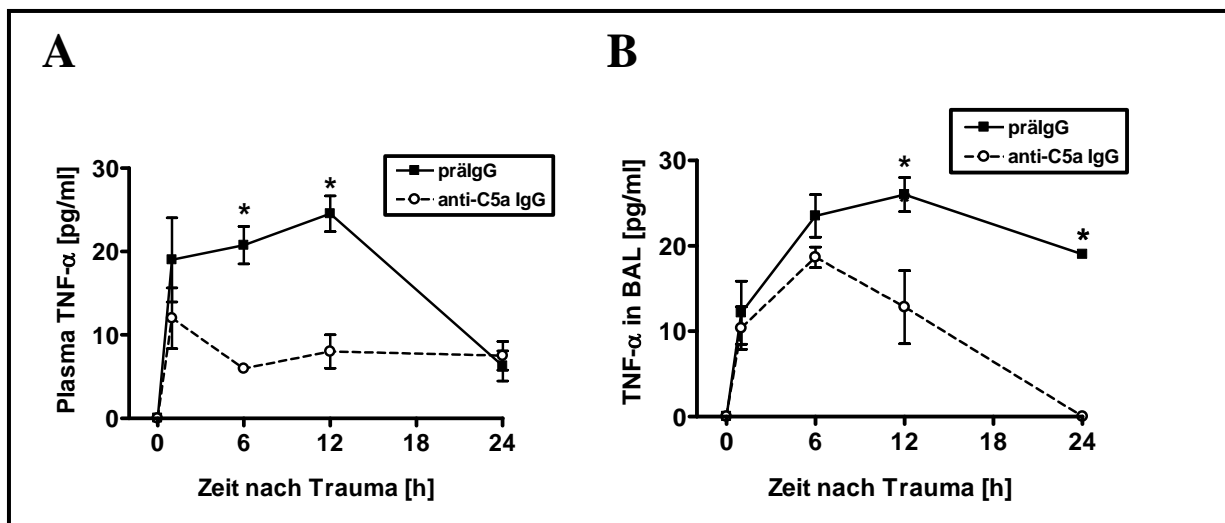 A
präIgG
anti-C5a IgG
Plasma TNF-α [pg/ml]
30
20
10
0
*
*
0 6 12 18 24
Zeit nach Trauma [h]
B
präIgG
anti-C5a IgG
TNF-α in BAL [pg/ml]
30
20
10
0
*
*
0 6 12 18 24
Zeit nach Trauma [h]